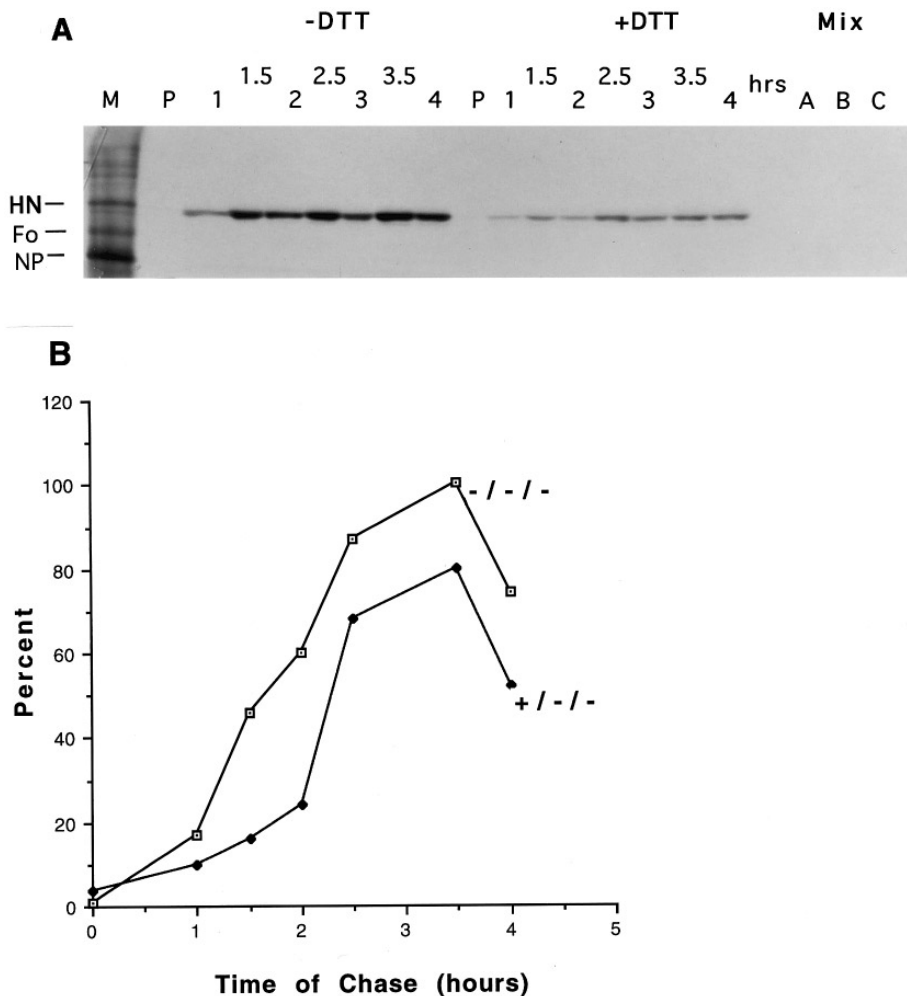 A
-DTT
+DTT
Mix
M P 1 1.5 2 2.5 3 3.5 4 P 1 1.5 2 2.5 3 3.5 4 hrs A B C
HN
Fo
NP
B
120
100
80
60
40
20
0
Percent
- / - / -
+ / - / -
0 1 2 3 4 5
Time of Chase (hours)